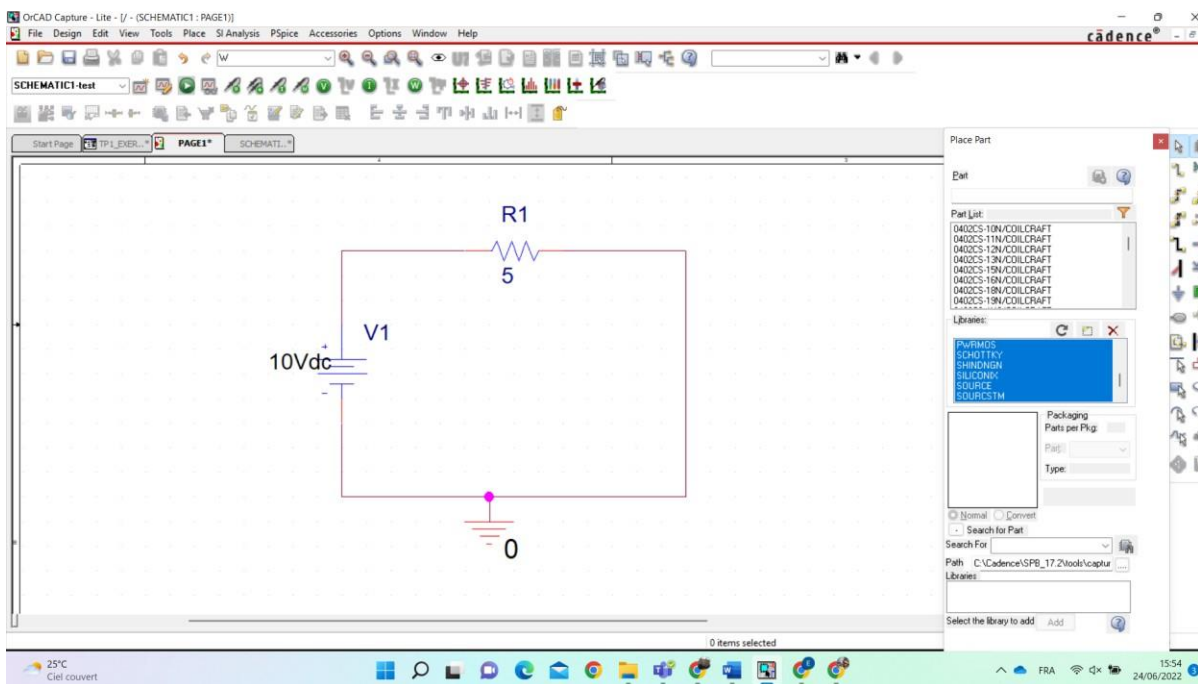 OrCAD Capture - Lite - [/ - (SCHEMATIC1 : PAGE1)]
File Design Edit View Tools Place SI Analysis PSpice Accessories Options Window Help
cādence®
W
SCHEMATIC1-test
Start Page
TP1_EXER...*
PAGE1*
SCHEMATI...*
R1
5
V1
+
10Vdc
-
0
Place Part
Part
Part List:
0402CS-10N/COILCRAFT
0402CS-11N/COILCRAFT
0402CS-12N/COILCRAFT
0402CS-13N/COILCRAFT
0402CS-15N/COILCRAFT
0402CS-16N/COILCRAFT
0402CS-18N/COILCRAFT
0402CS-19N/COILCRAFT
Libraries:
PWRMOS
SCHOTTKY
SHINDNGN
SILICONIX
SOURCE
SOURCSTM
Packaging
Parts per Pkg:
Part:
Type:
Normal Convert
Search for Part
Search For
Path C:\Cadence\SPB_17.2\tools\captur ...
Libraries:
Select the library to add Add
0 items selected
25°C
Ciel couvert
FRA
15:54
24/06/2022